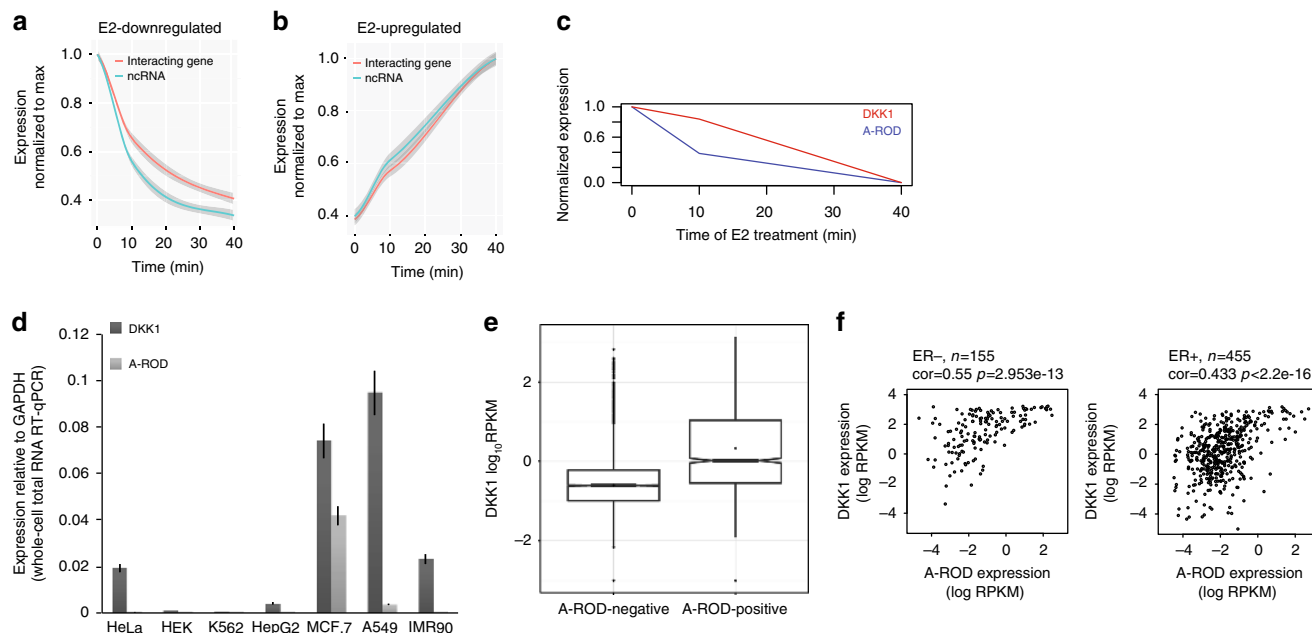 a
E2-downregulated
Expression
normalized to max
1.0
0.8
0.6
0.4
Interacting gene
ncRNA
0 10 20 30 40
Time (min)
b
E2-upregulated
Expression
normalized to max
1.0
0.8
0.6
0.4
Interacting gene
ncRNA
0 10 20 30 40
Time (min)
c
Normalized expression
1.0
0.6
0.0
DKK1
A-ROD
0 10 20 30 40
Time of E2 treatment (min)
d
Expression relative to GAPDH
(whole-cell total RNA RT-qPCR)
0.12
0.1
0.08
0.06
0.04
0.02
0
DKK1
A-ROD
HeLa HEK K562 HepG2 MCF.7 A549 IMR90
e
DKK1 log10RPKM
2
0
−2
A-ROD-negative A-ROD-positive
f
ER−, n=155
cor=0.55 p=2.953e-13
DKK1 expression
(log RPKM)
4
2
0
−2
−4
−4 −2 0 2
A-ROD expression
(log RPKM)
ER+, n=455
cor=0.433 p<2.2e-16
DKK1 expression
(log RPKM)
4
2
0
−2
−4
−4 −2 0 2
A-ROD expression
(log RPKM)